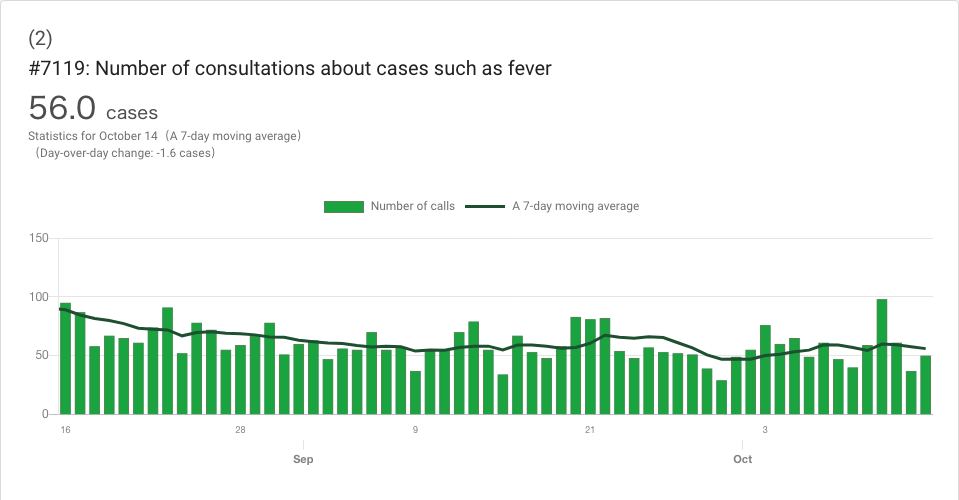 (2)
#7119: Number of consultations about cases such as fever
56.0 cases
Statistics for October 14（A 7-day moving average）
（Day-over-day change: -1.6 cases）
Number of calls A 7-day moving average
150
100
50
0
16 28 9 21 3
Sep Oct